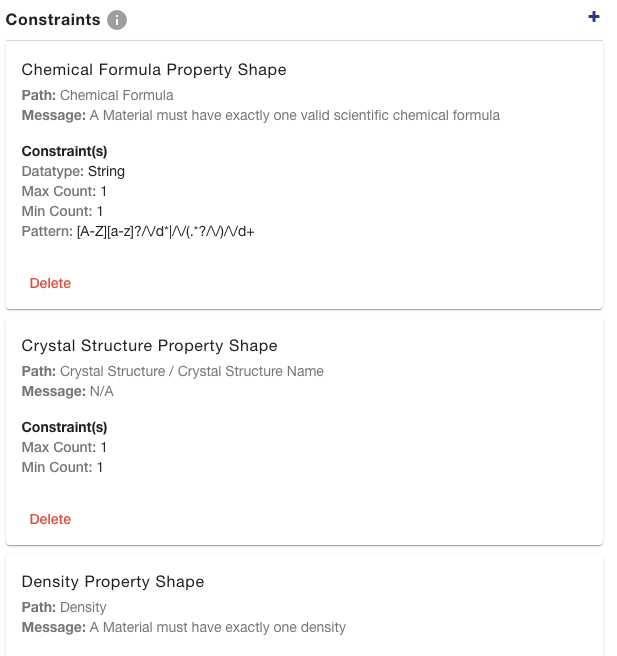 Constraints i +
Chemical Formula Property Shape
Path: Chemical Formula
Message: A Material must have exactly one valid scientific chemical formula
Constraint(s)
Datatype: String
Max Count: 1
Min Count: 1
Pattern: [A-Z][a-z]?/\/d*|/\/(.*?/\/)/\/d+
Delete
Crystal Structure Property Shape
Path: Crystal Structure / Crystal Structure Name
Message: N/A
Constraint(s)
Max Count: 1
Min Count: 1
Delete
Density Property Shape
Path: Density
Message: A Material must have exactly one density